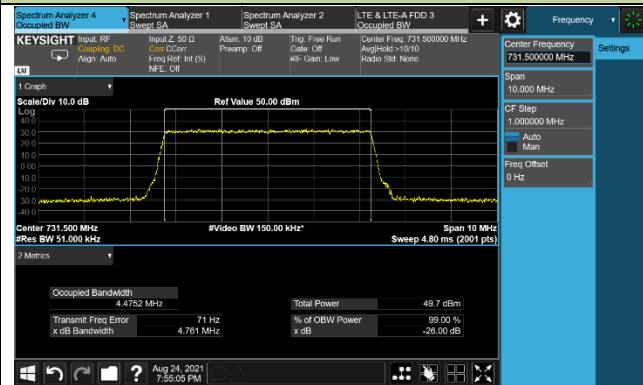 Spectrum Analyzer 4
Occupied BW
Spectrum Analyzer 1
Swept SA
Spectrum Analyzer 2
Swept SA
LTE & LTE-A FDD 3
Occupied BW
Frequency
KEYSIGHT
LXI
Input: RF
Coupling: DC
Align: Auto
Input Z: 50 Ω
Corr CCorr
Freq Ref: Int (S)
NFE: Off
Atten: 10 dB
Preamp: Off
Trig: Free Run
Gate: Off
#IF Gain: Low
Center Freq: 731.500000 MHz
Avg|Hold:>10/10
Radio Std: None
Center Frequency
731.500000 MHz
Settings
Span
10.000 MHz
CF Step
1.000000 MHz
Auto
Man
Freq Offset
0 Hz
1 Graph
Scale/Div 10.0 dB
Ref Value 50.00 dBm
Log
40.0
30.0
20.0
10.0
0.00
-10.0
-20.0
-30.0
-40.0
Center 731.500 MHz
#Video BW 150.00 kHz*
Span 10 MHz
#Res BW 51.000 kHz
Sweep 4.80 ms (2001 pts)
2 Metrics
Occupied Bandwidth
4.4752 MHz
Total Power
49.7 dBm
Transmit Freq Error
71 Hz
% of OBW Power
99.00 %
x dB Bandwidth
4.761 MHz
x dB
-26.00 dB
Aug 24, 2021
7:55:05 PM